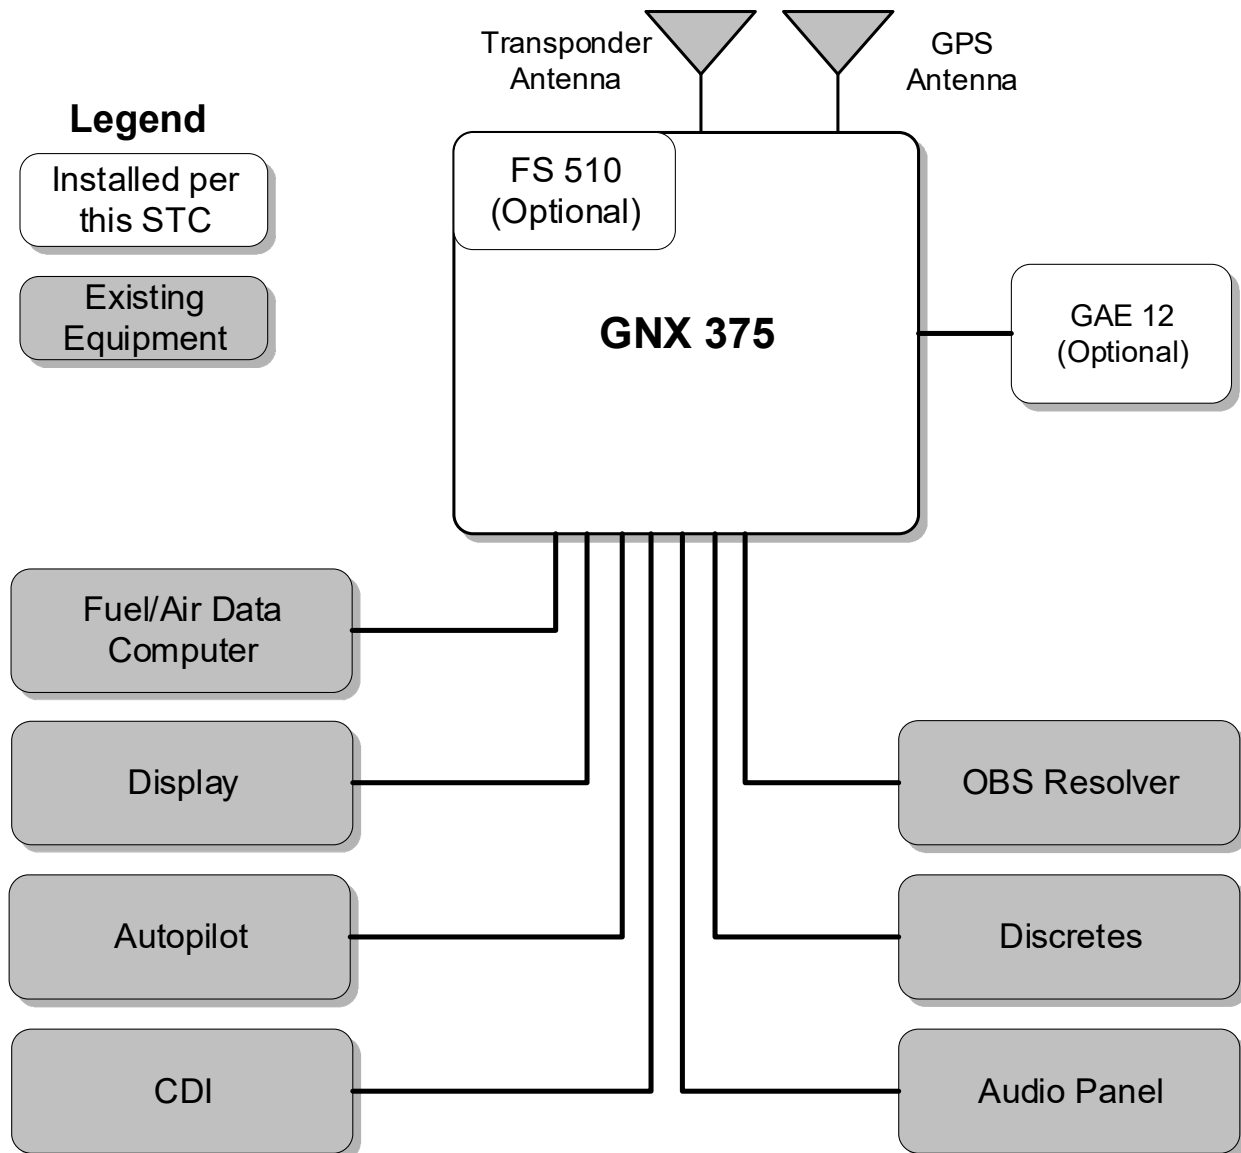 Transponder
Antenna
GPS
Antenna
Legend
Installed per
this STC
Existing
Equipment
FS 510
(Optional)
GNX 375
GAE 12
(Optional)
Fuel/Air Data
Computer
Display
Autopilot
CDI
OBS Resolver
Discretes
Audio Panel